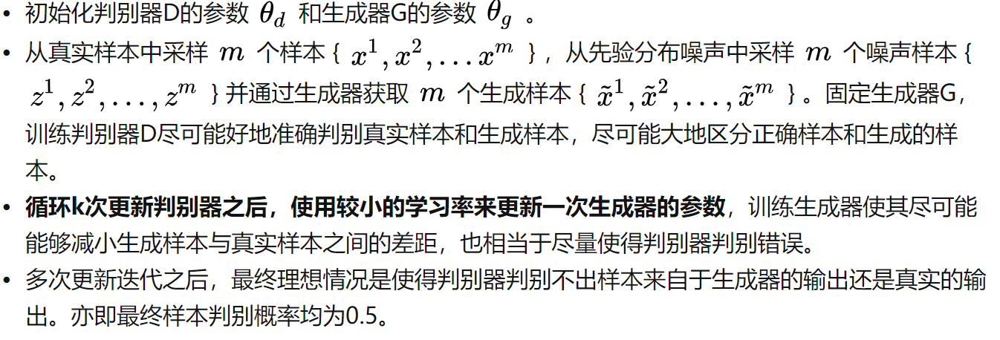 • 初始化判别器D的参数 θ_d 和生成器G的参数 θ_g 。
• 从真实样本中采样 m 个样本 { x^1, x^2, ... x^m } ，从先验分布噪声中采样 m 个噪声样本 {
z^1, z^2, ..., z^m } 并通过生成器获取 m 个生成样本 { x̃^1, x̃^2, ..., x̃^m } 。固定生成器G，
训练判别器D尽可能好地准确判别真实样本和生成样本，尽可能大地区分正确样本和生成的样
本。
• 循环k次更新判别器之后，使用较小的学习率来更新一次生成器的参数，训练生成器使其尽可能
能够减小生成样本与真实样本之间的差距，也相当于尽量使得判别器判别错误。
• 多次更新迭代之后，最终理想情况是使得判别器判别不出样本来自于生成器的输出还是真实的输
出。亦即最终样本判别概率均为0.5。